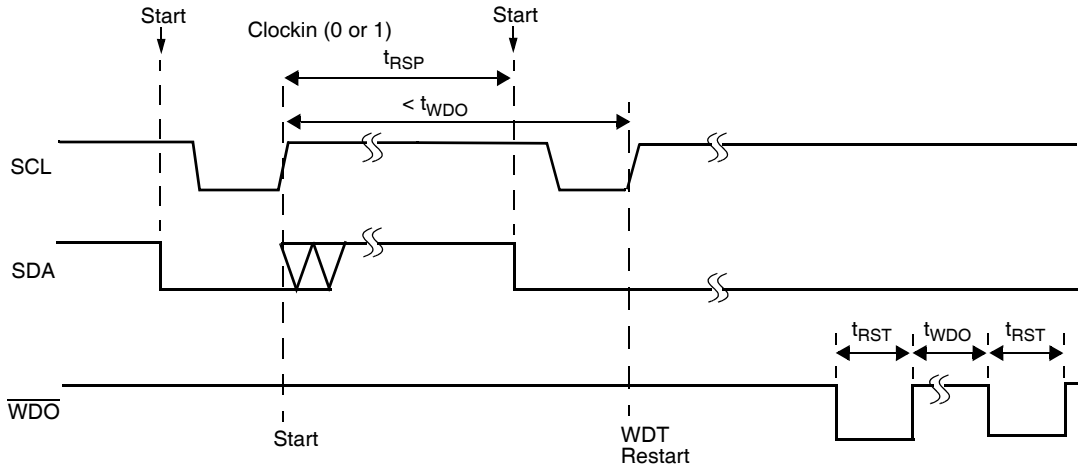 Start
Start
Clockin (0 or 1)
tRSP
< tWDO
SCL
SDA
tRST
tWDO
tRST
WDO
Start
WDT
Restart